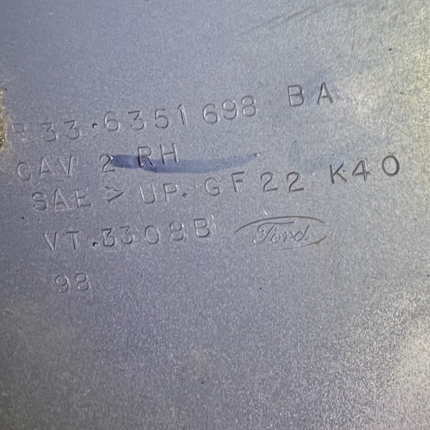 F33.6351698 BA
CAV 2 RH
SAE > UP. GF22 K40
VT.3308B Ford
98